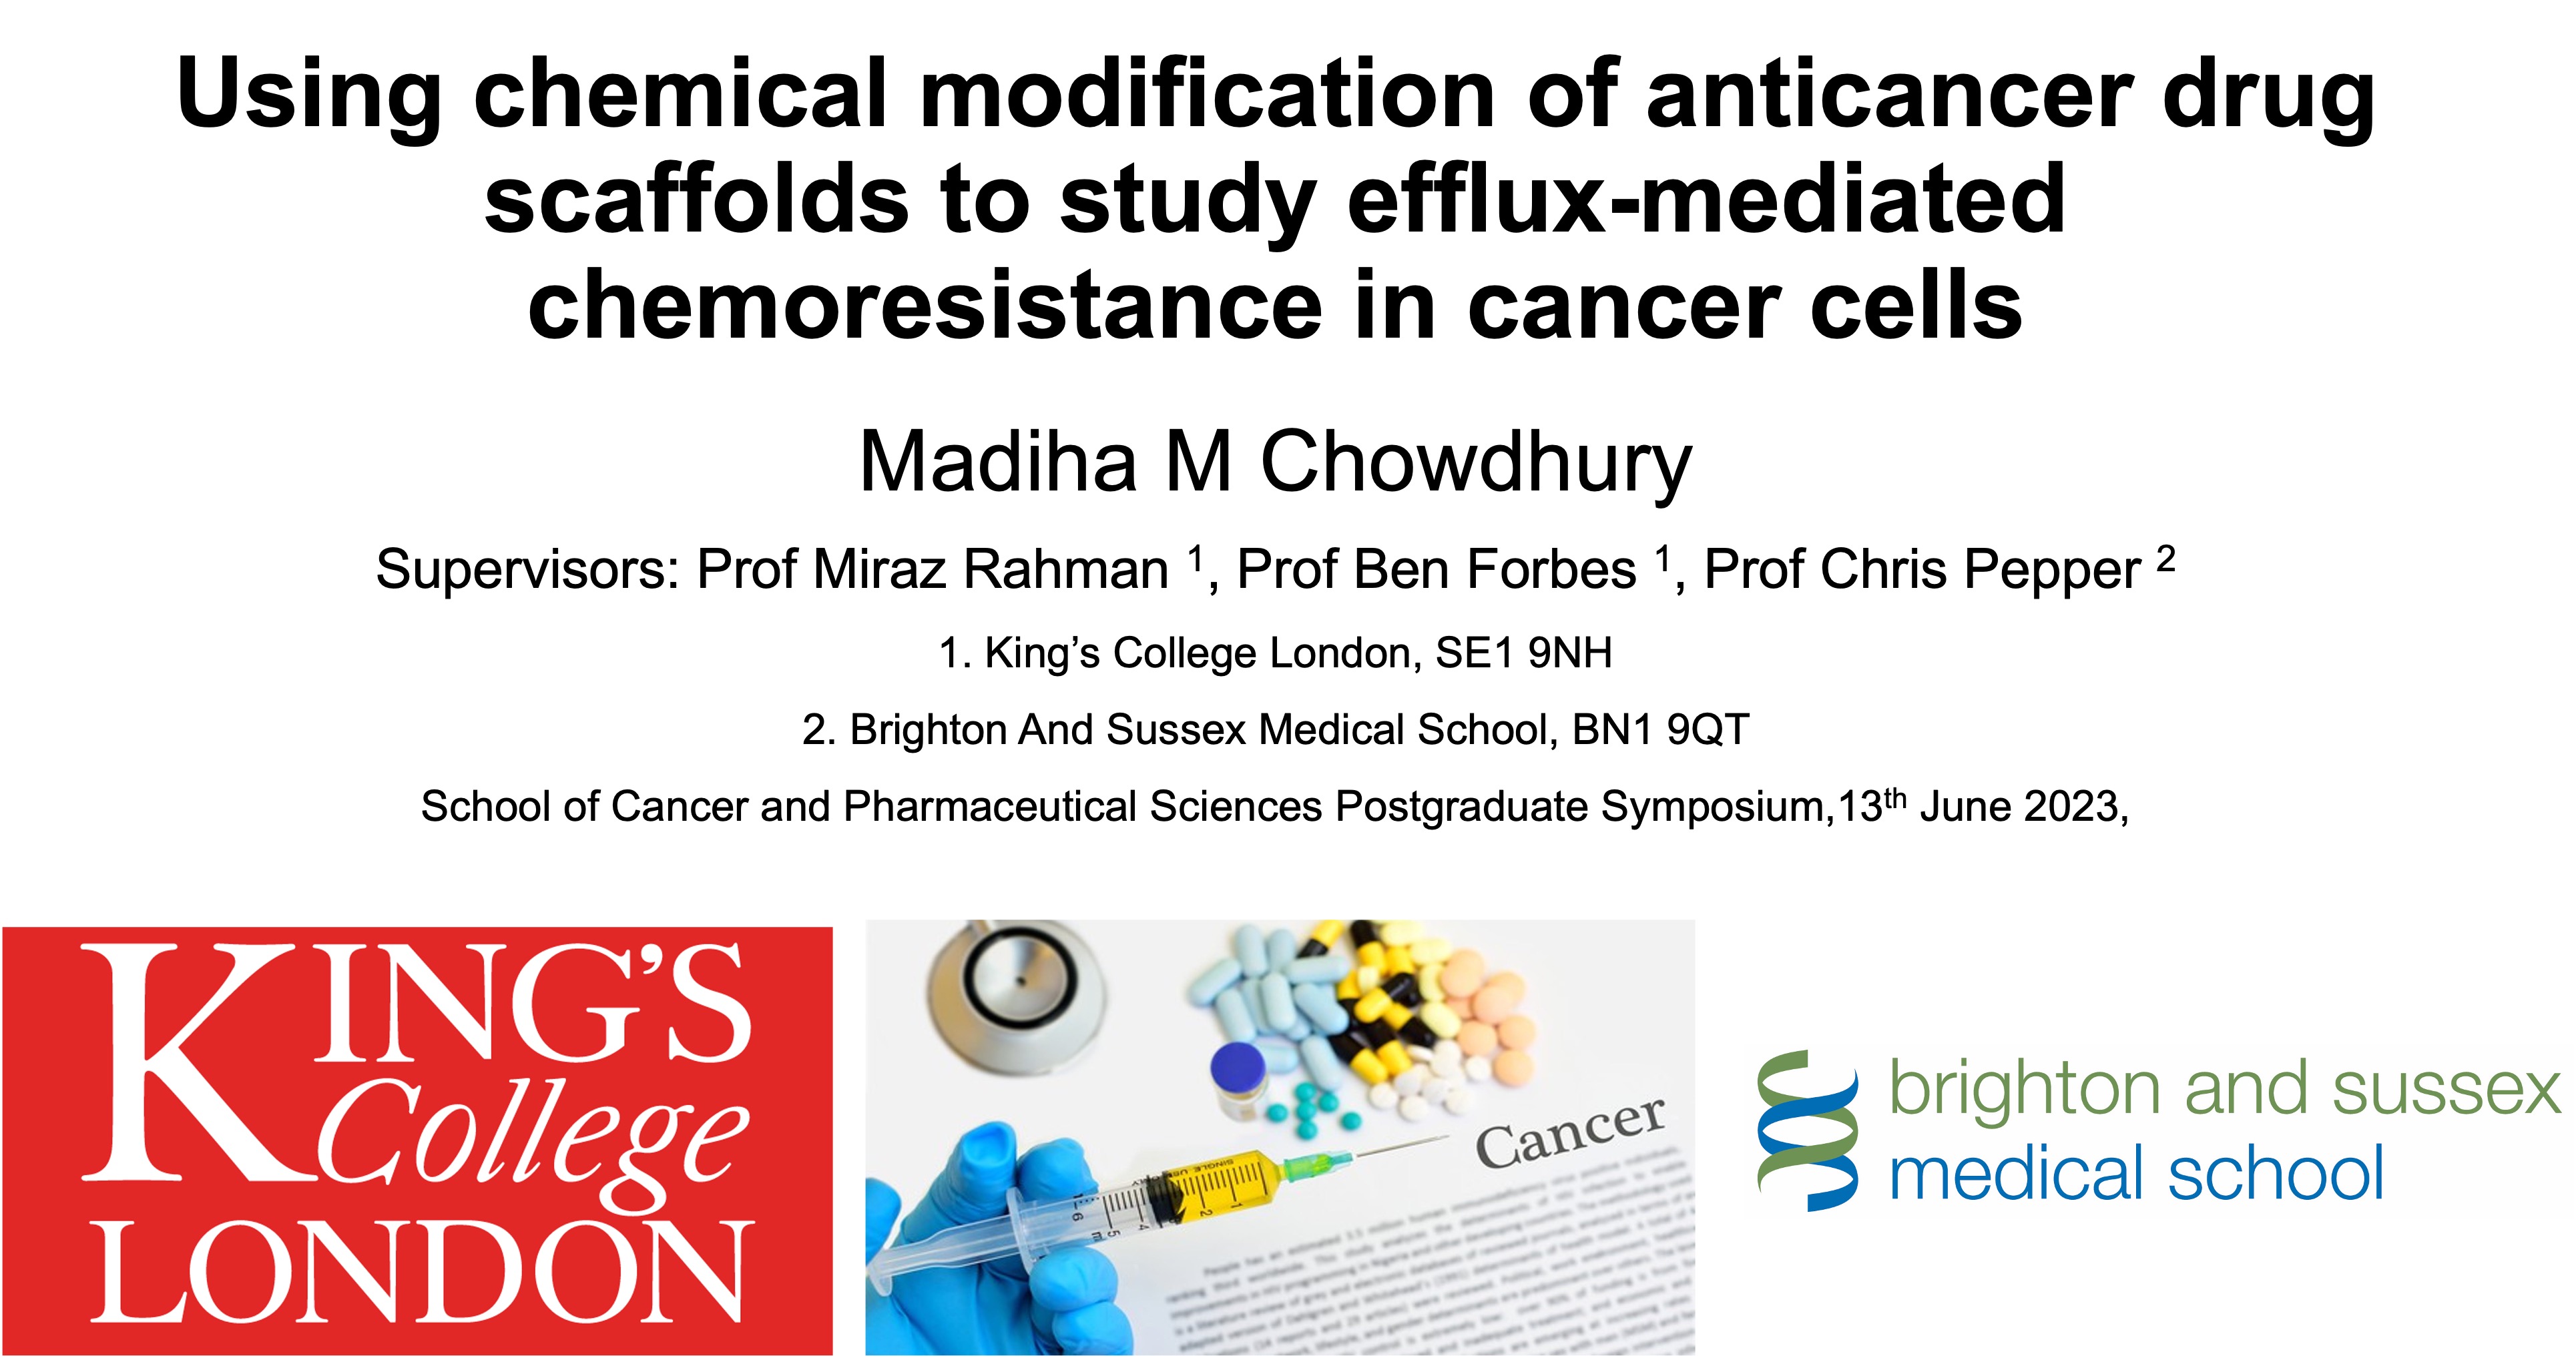 Using chemical modification of anticancer drug
scaffolds to study efflux-mediated
chemoresistance in cancer cells
Madiha M Chowdhury
Supervisors: Prof Miraz Rahman ¹, Prof Ben Forbes ¹, Prof Chris Pepper ²
1. King’s College London, SE1 9NH
2. Brighton And Sussex Medical School, BN1 9QT
School of Cancer and Pharmaceutical Sciences Postgraduate Symposium,13th June 2023,
KING’S
College
LONDON
Cancer
SINGLE US
brighton and sussex
medical school